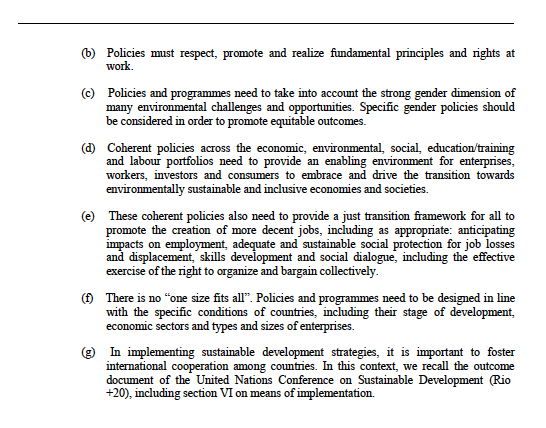 (b) Policies must respect, promote and realize fundamental principles and rights at
work.
(c) Policies and programmes need to take into account the strong gender dimension of
many environmental challenges and opportunities. Specific gender policies should
be considered in order to promote equitable outcomes.
(d) Coherent policies across the economic, environmental, social, education/training
and labour portfolios need to provide an enabling environment for enterprises,
workers, investors and consumers to embrace and drive the transition towards
environmentally sustainable and inclusive economies and societies.
(e) These coherent policies also need to provide a just transition framework for all to
promote the creation of more decent jobs, including as appropriate: anticipating
impacts on employment, adequate and sustainable social protection for job losses
and displacement, skills development and social dialogue, including the effective
exercise of the right to organize and bargain collectively.
(f) There is no “one size fits all”. Policies and programmes need to be designed in line
with the specific conditions of countries, including their stage of development,
economic sectors and types and sizes of enterprises.
(g) In implementing sustainable development strategies, it is important to foster
international cooperation among countries. In this context, we recall the outcome
document of the United Nations Conference on Sustainable Development (Rio
+20), including section VI on means of implementation.